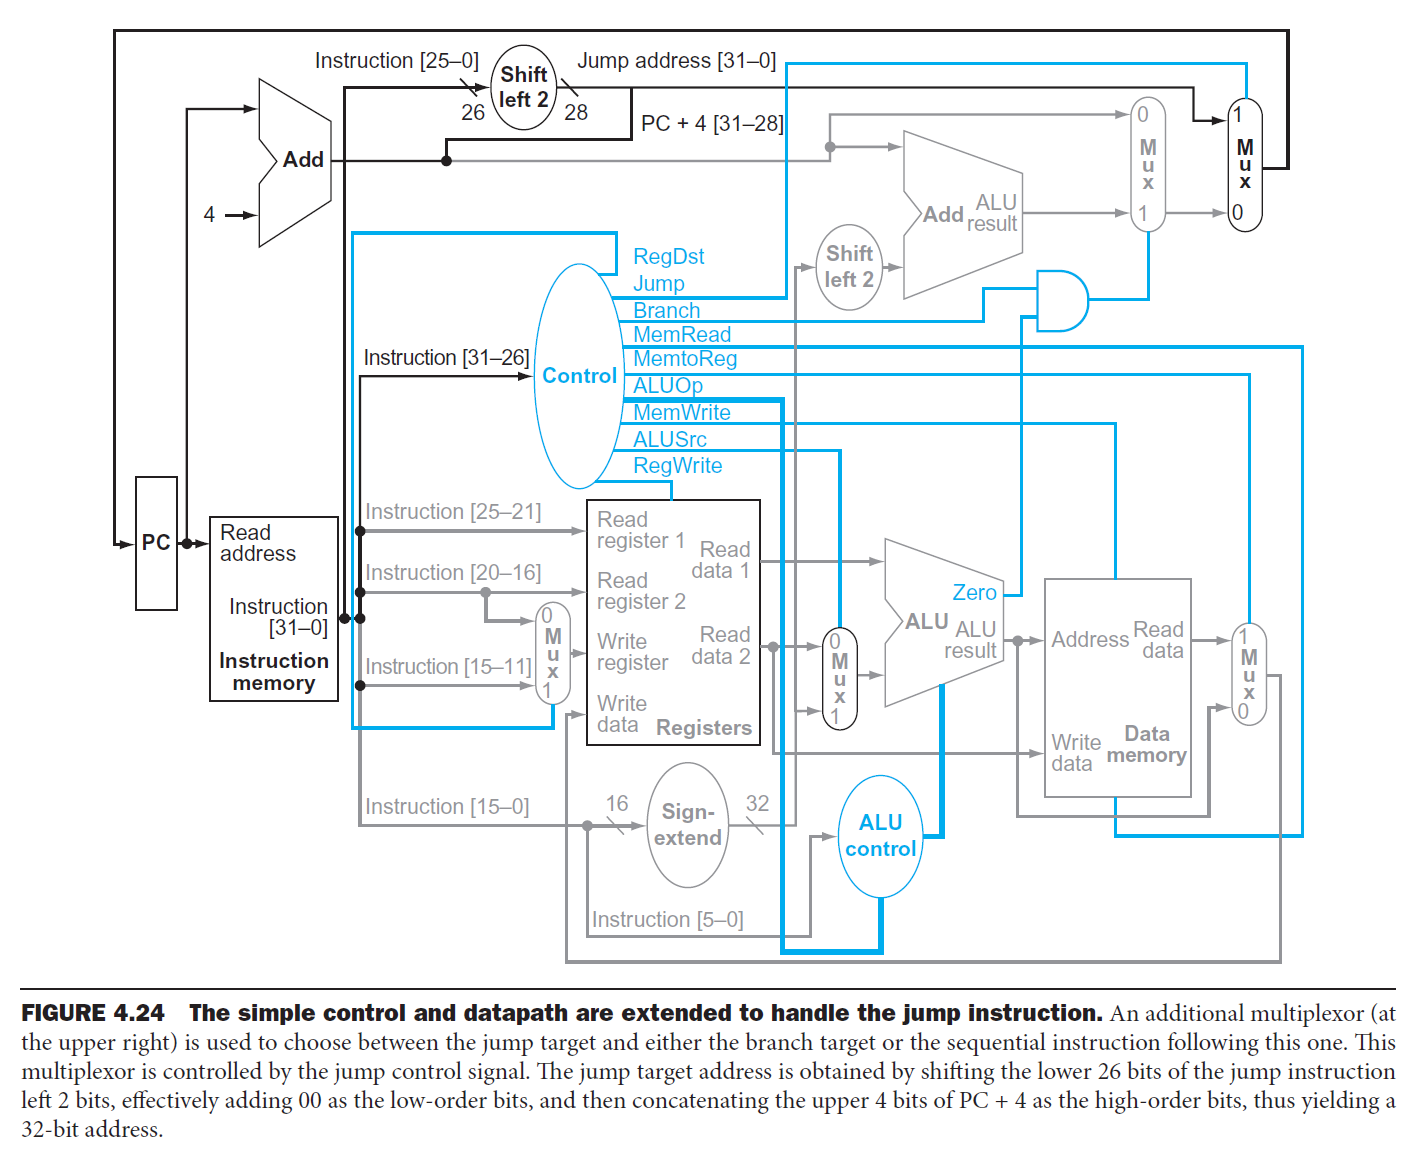 Instruction [25–0]
Shift
left 2
Jump address [31–0]
26
28
PC + 4 [31–28]
Add
4
0
M
u
x
1
1
M
u
x
0
Add
ALU
result
Shift
left 2
RegDst
Jump
Branch
MemRead
MemtoReg
ALUOp
MemWrite
ALUSrc
RegWrite
Instruction [31–26]
Control
PC
Read
address
Instruction
[31–0]
Instruction
memory
Instruction [25–21]
Instruction [20–16]
Instruction [15–11]
0
M
u
x
1
Read
register 1
Read
register 2
Write
register
Write
data
Read
data 1
Read
data 2
Registers
0
M
u
x
1
Zero
ALU
ALU
result
Address
Read
data
Write
data
Data
memory
1
M
u
x
0
Instruction [15–0]
16
Sign-
extend
32
ALU
control
Instruction [5–0]
FIGURE 4.24 The simple control and datapath are extended to handle the jump instruction. An additional multiplexor (at
the upper right) is used to choose between the jump target and either the branch target or the sequential instruction following this one. This
multiplexor is controlled by the jump control signal. The jump target address is obtained by shifting the lower 26 bits of the jump instruction
left 2 bits, effectively adding 00 as the low-order bits, and then concatenating the upper 4 bits of PC + 4 as the high-order bits, thus yielding a
32-bit address.